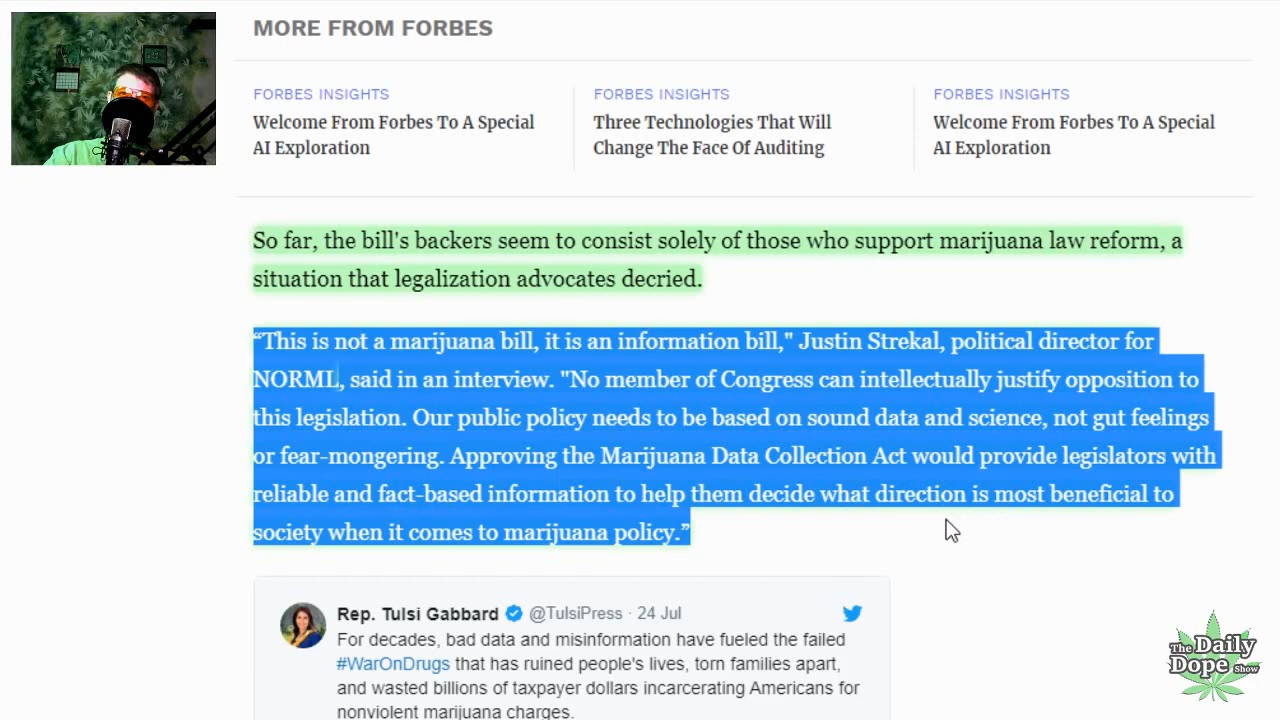 MORE FROM FORBES
FORBES INSIGHTS
Welcome From Forbes To A Special
AI Exploration
FORBES INSIGHTS
Three Technologies That Will
Change The Face Of Auditing
FORBES INSIGHTS
Welcome From Forbes To A Special
AI Exploration
So far, the bill's backers seem to consist solely of those who support marijuana law reform, a
situation that legalization advocates decried.
“This is not a marijuana bill, it is an information bill," Justin Strekal, political director for
NORML, said in an interview. "No member of Congress can intellectually justify opposition to
this legislation. Our public policy needs to be based on sound data and science, not gut feelings
or fear-mongering. Approving the Marijuana Data Collection Act would provide legislators with
reliable and fact-based information to help them decide what direction is most beneficial to
society when it comes to marijuana policy.”
Rep. Tulsi Gabbard @TulsiPress · 24 Jul
For decades, bad data and misinformation have fueled the failed
#WarOnDrugs that has ruined people's lives, torn families apart,
and wasted billions of taxpayer dollars incarcerating Americans for
nonviolent marijuana charges.
The Daily
Dope Show